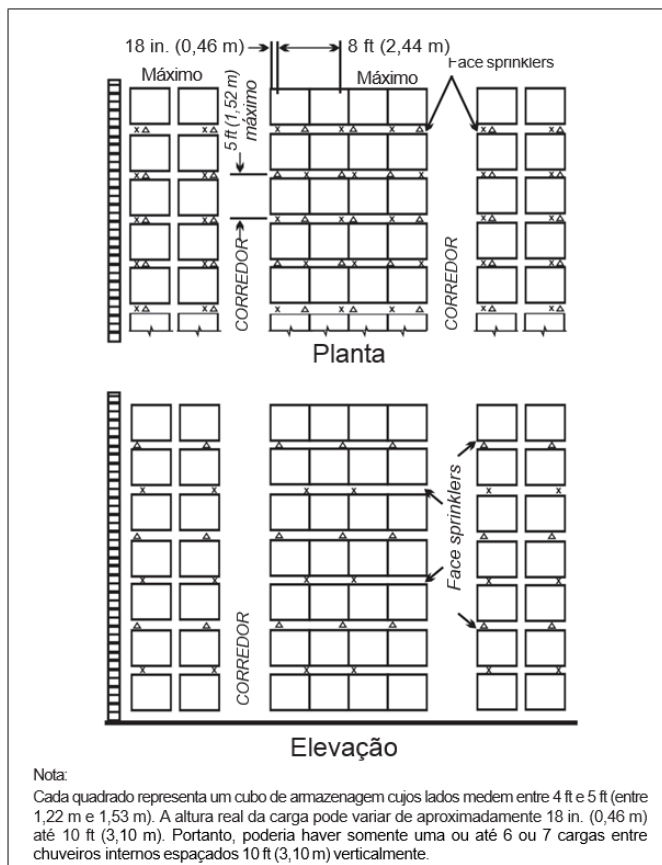 18 in. (0,46 m)
8 ft (2,44 m)
Máximo
Máximo
Face sprinklers
5 ft (1,52 m)
máximo
CORREDOR
CORREDOR
Planta
Face sprinklers
CORREDOR
Elevação
Nota:
Cada quadrado representa um cubo de armazenagem cujos lados medem entre 4 ft e 5 ft (entre
1,22 m e 1,53 m). A altura real da carga pode variar de aproximadamente 18 in. (0,46 m)
até 10 ft (3,10 m). Portanto, poderia haver somente uma ou até 6 ou 7 cargas entre
chuveiros internos espaçados 10 ft (3,10 m) verticalmente.